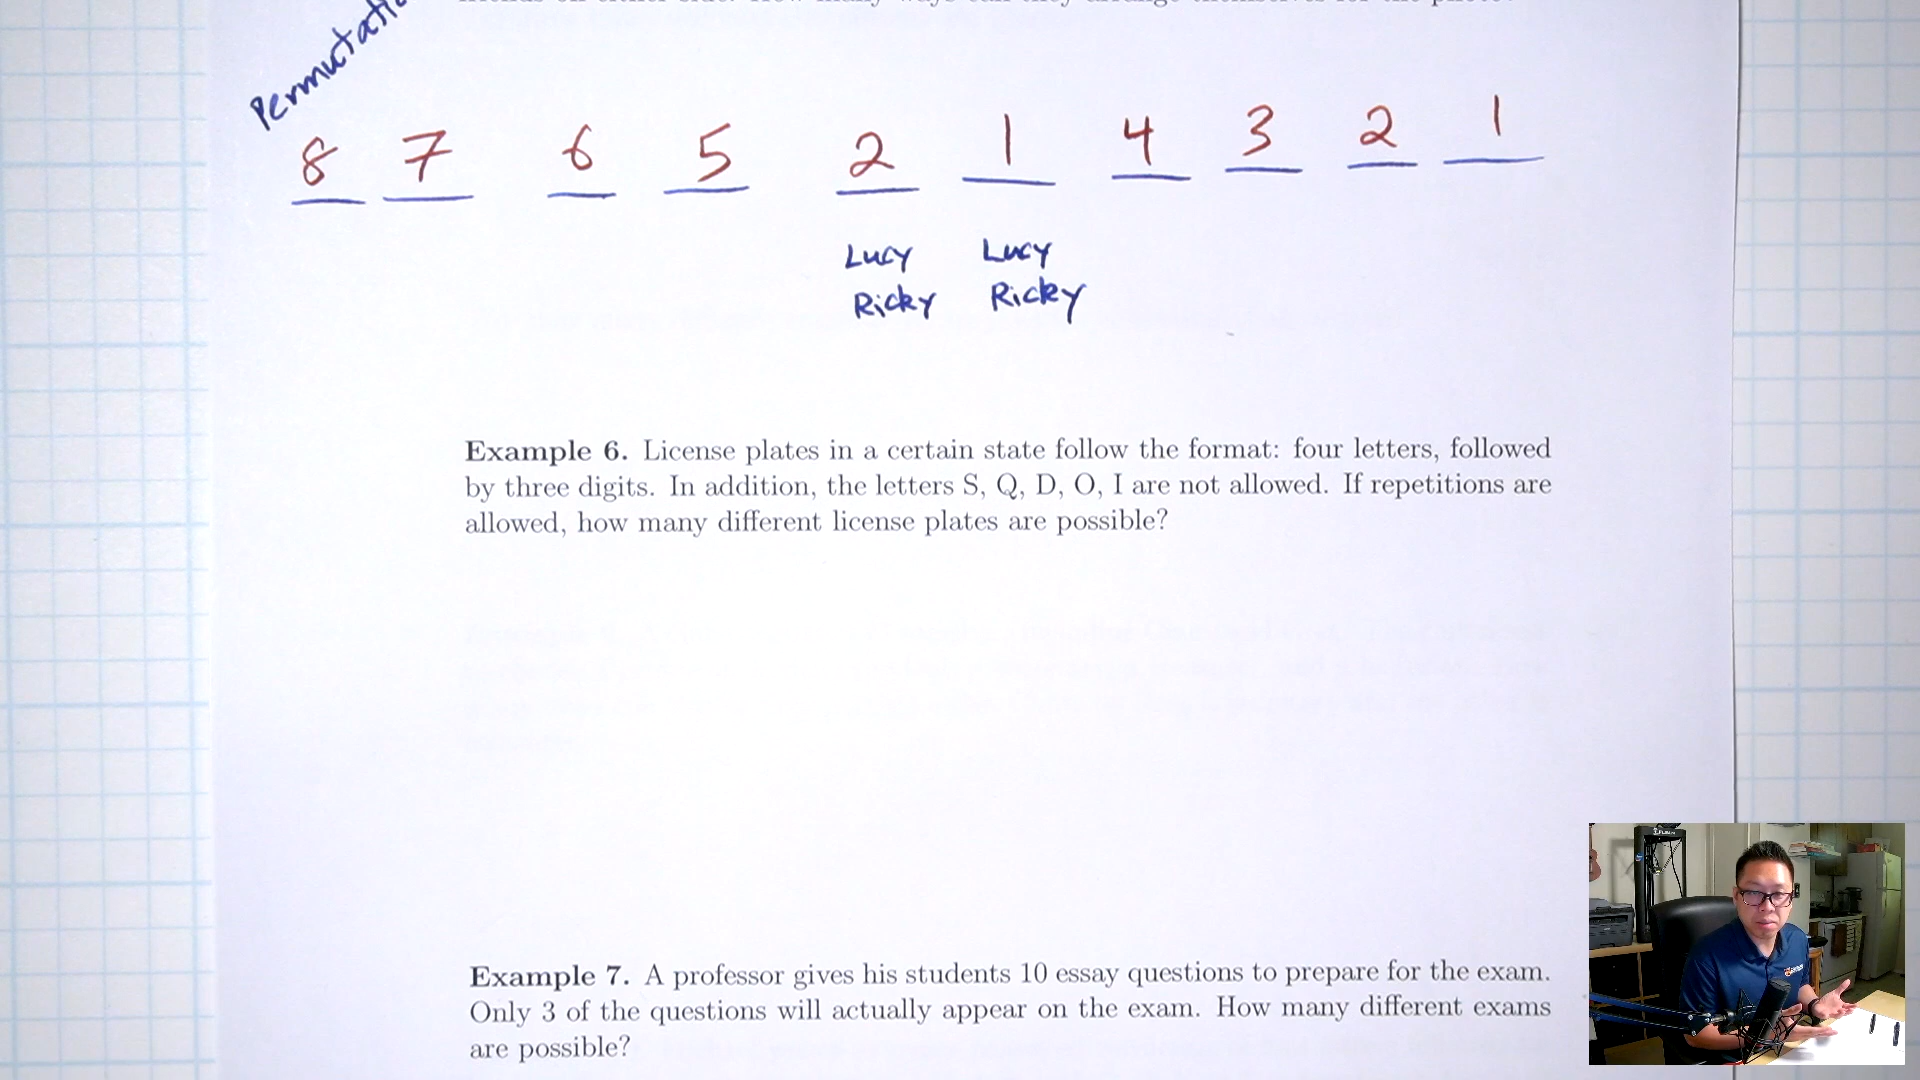 Permutati
8 7 6 5 2 1 4 3 2 1
Lucy Lucy
Ricky Ricky
Example 6. License plates in a certain state follow the format: four letters, followed
by three digits. In addition, the letters S, Q, D, O, I are not allowed. If repetitions are
allowed, how many different license plates are possible?
Example 7. A professor gives his students 10 essay questions to prepare for the exam.
Only 3 of the questions will actually appear on the exam. How many different exams
are possible?